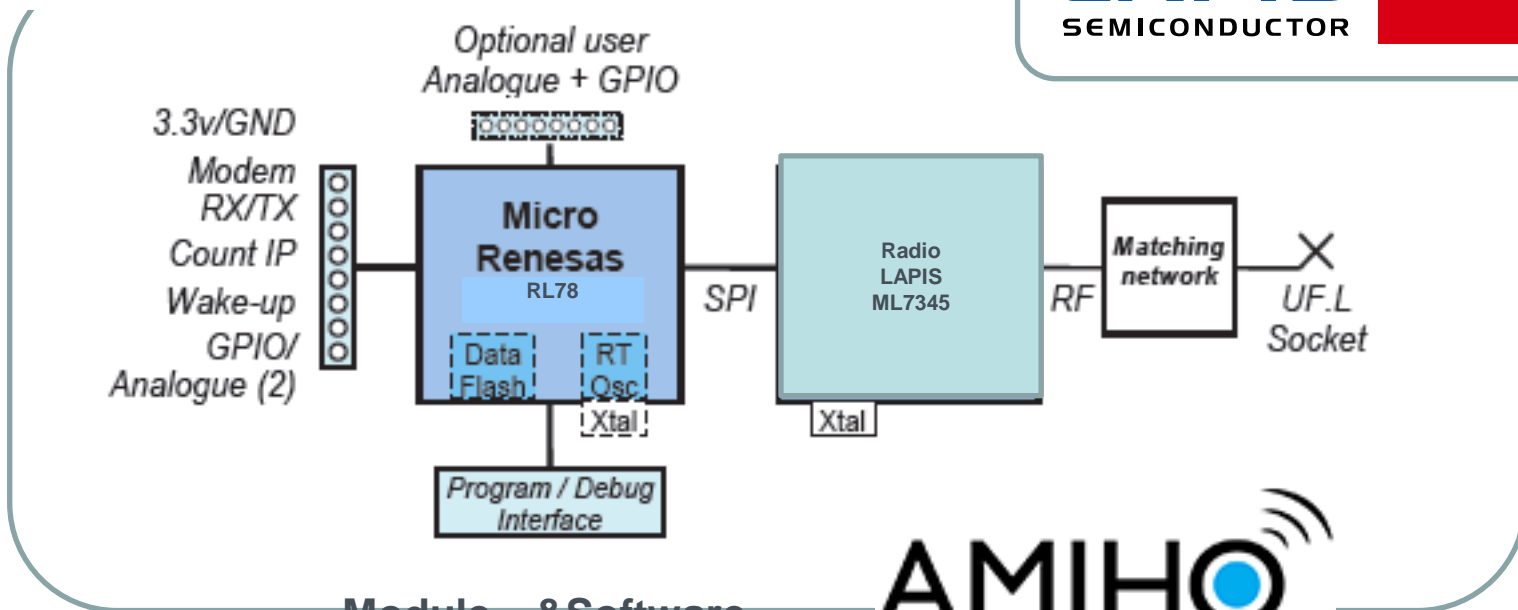 SEMICONDUCTOR
Optional user
Analogue + GPIO
3.3v/GND
Modem
RX/TX
Count IP
Wake-up
GPIO/
Analogue (2)
Micro
Renesas
RL78
Data
Flash
RT
Osc
Xtal
SPI
Radio
LAPIS
ML7345
Xtal
RF
Matching
network
UF.L
Socket
Program / Debug
Interface
AMIHO
Module &Software